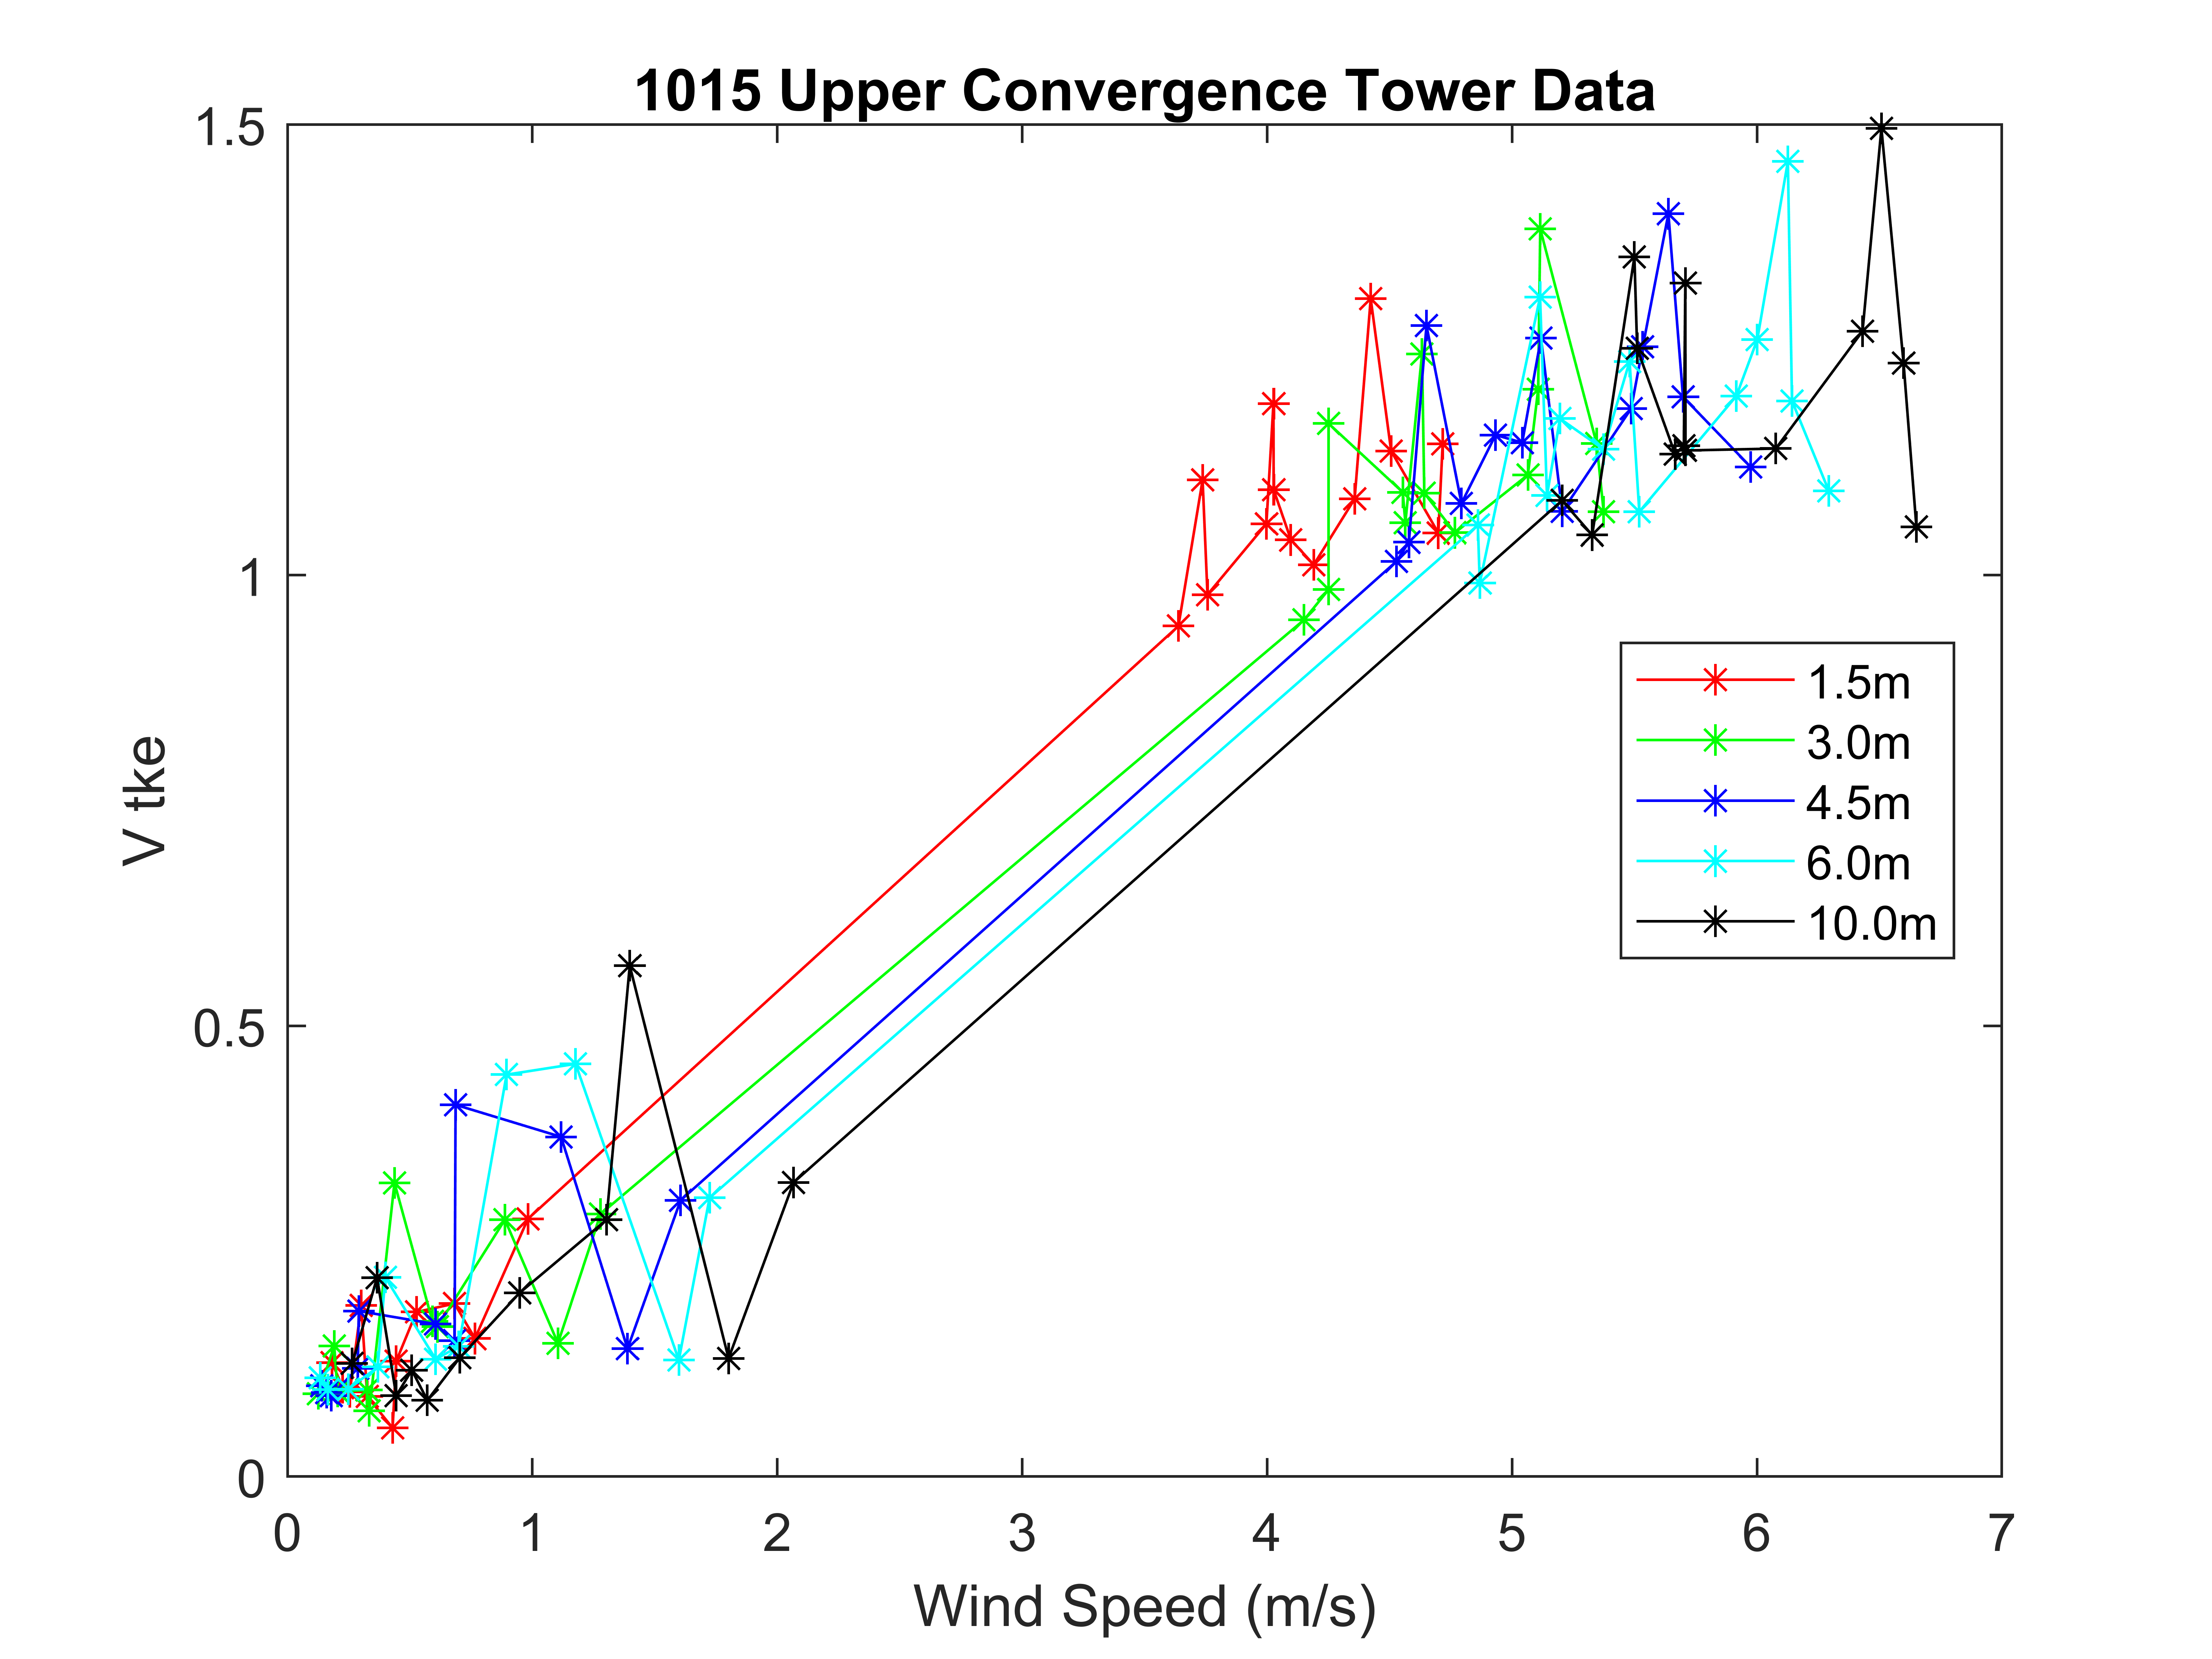 1015 Upper Convergence Tower Data
1.5
1
0.5
0
V tke
1.5m
3.0m
4.5m
6.0m
10.0m
0 1 2 3 4 5 6 7
Wind Speed (m/s)